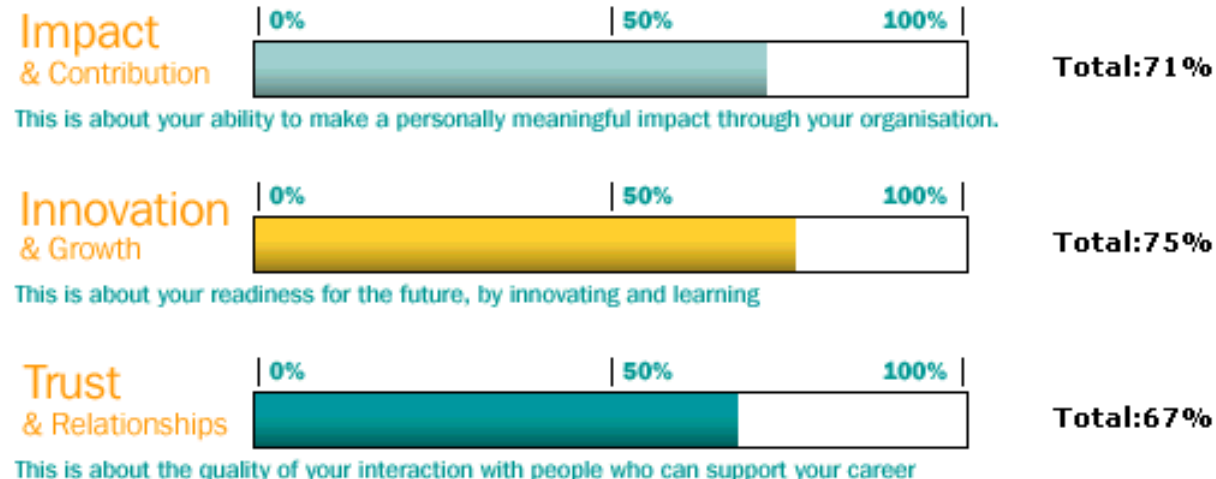 Impact
& Contribution
0% 50% 100%
Total:71%
This is about your ability to make a personally meaningful impact through your organisation.
Innovation
& Growth
0% 50% 100%
Total:75%
This is about your readiness for the future, by innovating and learning
Trust
& Relationships
0% 50% 100%
Total:67%
This is about the quality of your interaction with people who can support your career